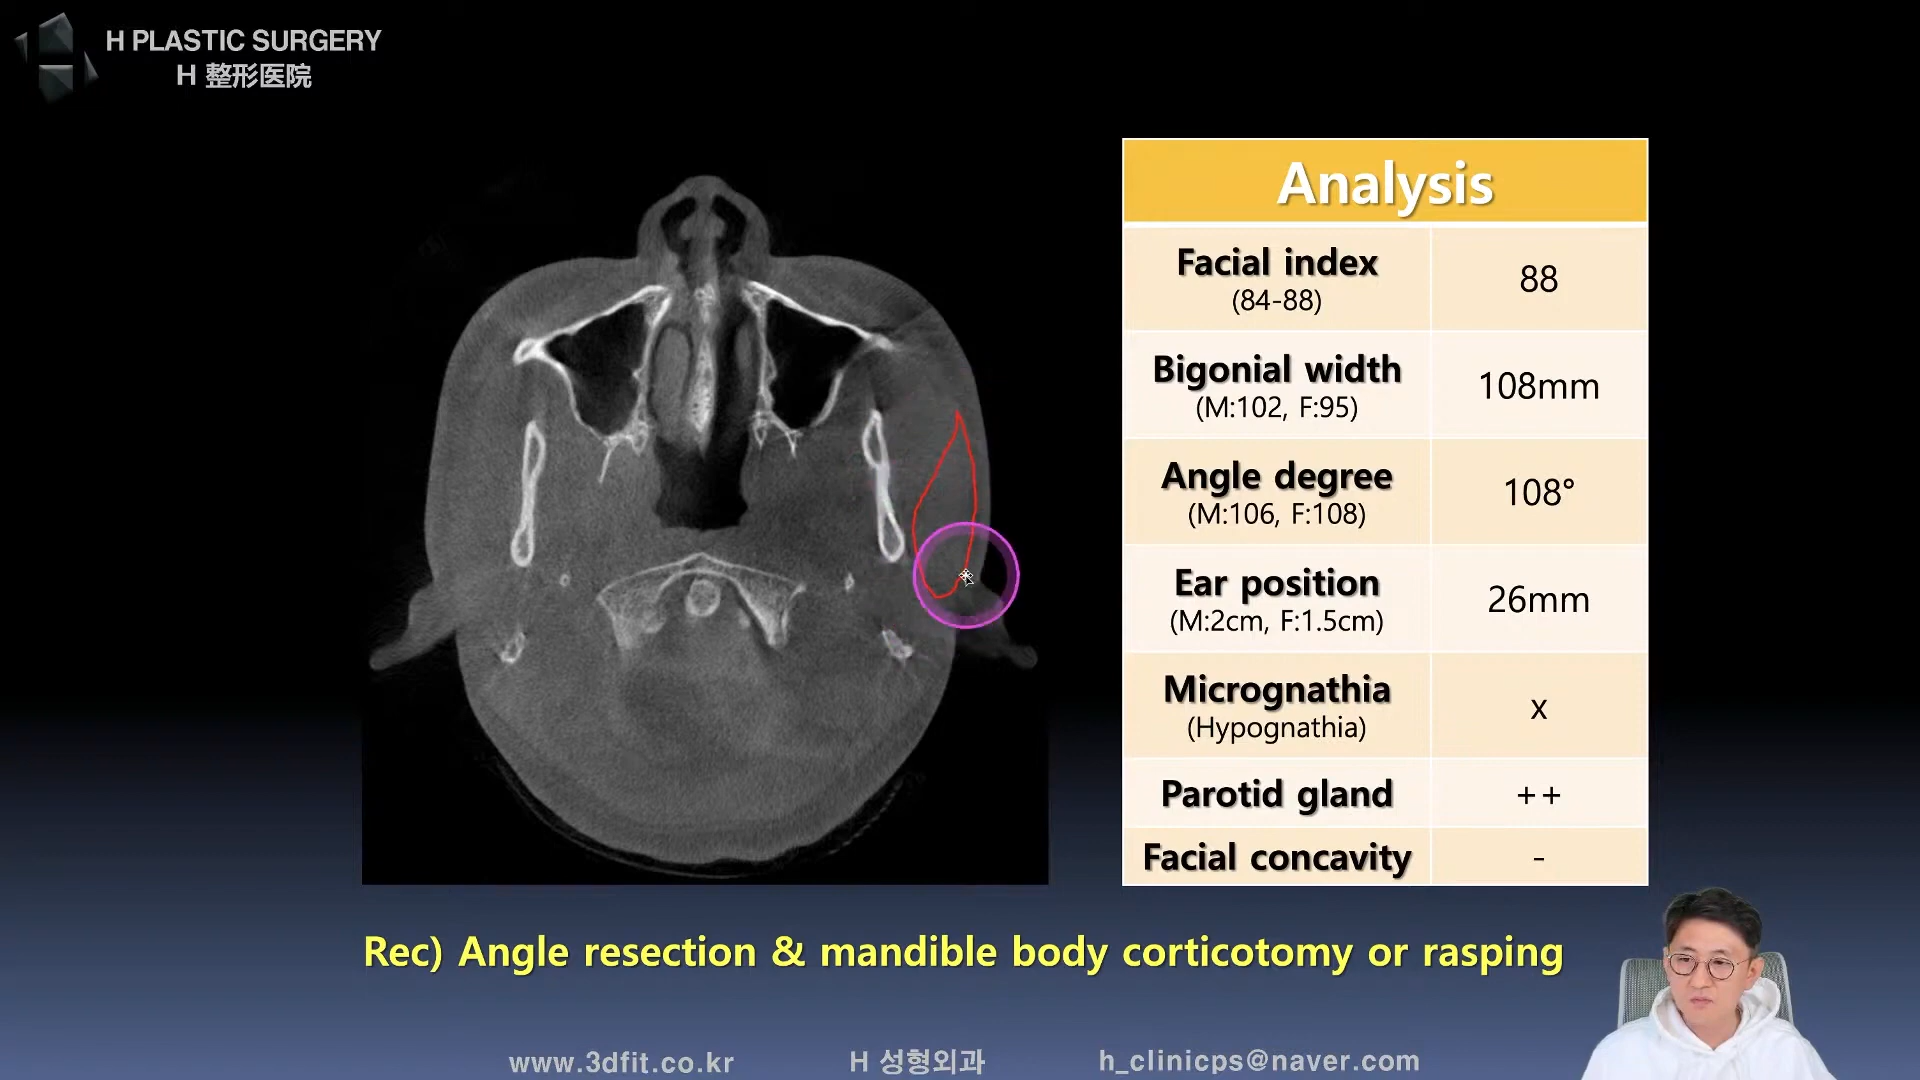 H PLASTIC SURGERY
H 整形医院
Analysis
Facial index
(84-88)
88
Bigonial width
(M:102, F:95)
108mm
Angle degree
(M:106, F:108)
108°
Ear position
(M:2cm, F:1.5cm)
26mm
Micrognathia
(Hypognathia)
x
Parotid gland
++
Facial concavity
-
Rec) Angle resection & mandible body corticotomy or rasping
www.3dfit.co.kr
H 성형외과
h_clinicps@naver.com